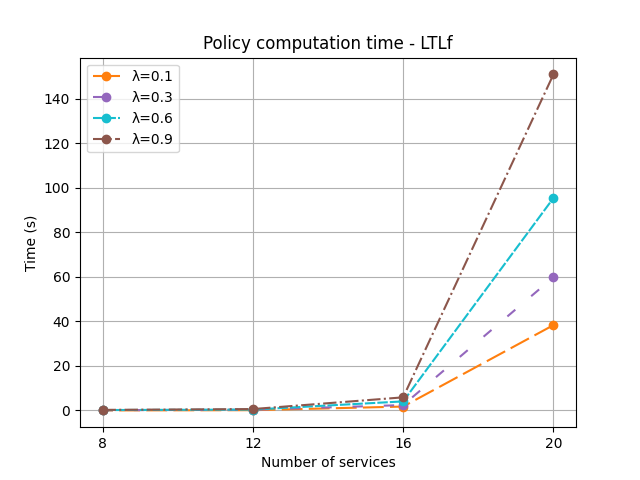 Policy computation time - LTLf
λ=0.1
λ=0.3
λ=0.6
λ=0.9
140
120
100
80
60
40
20
0
Time (s)
8 12 16 20
Number of services